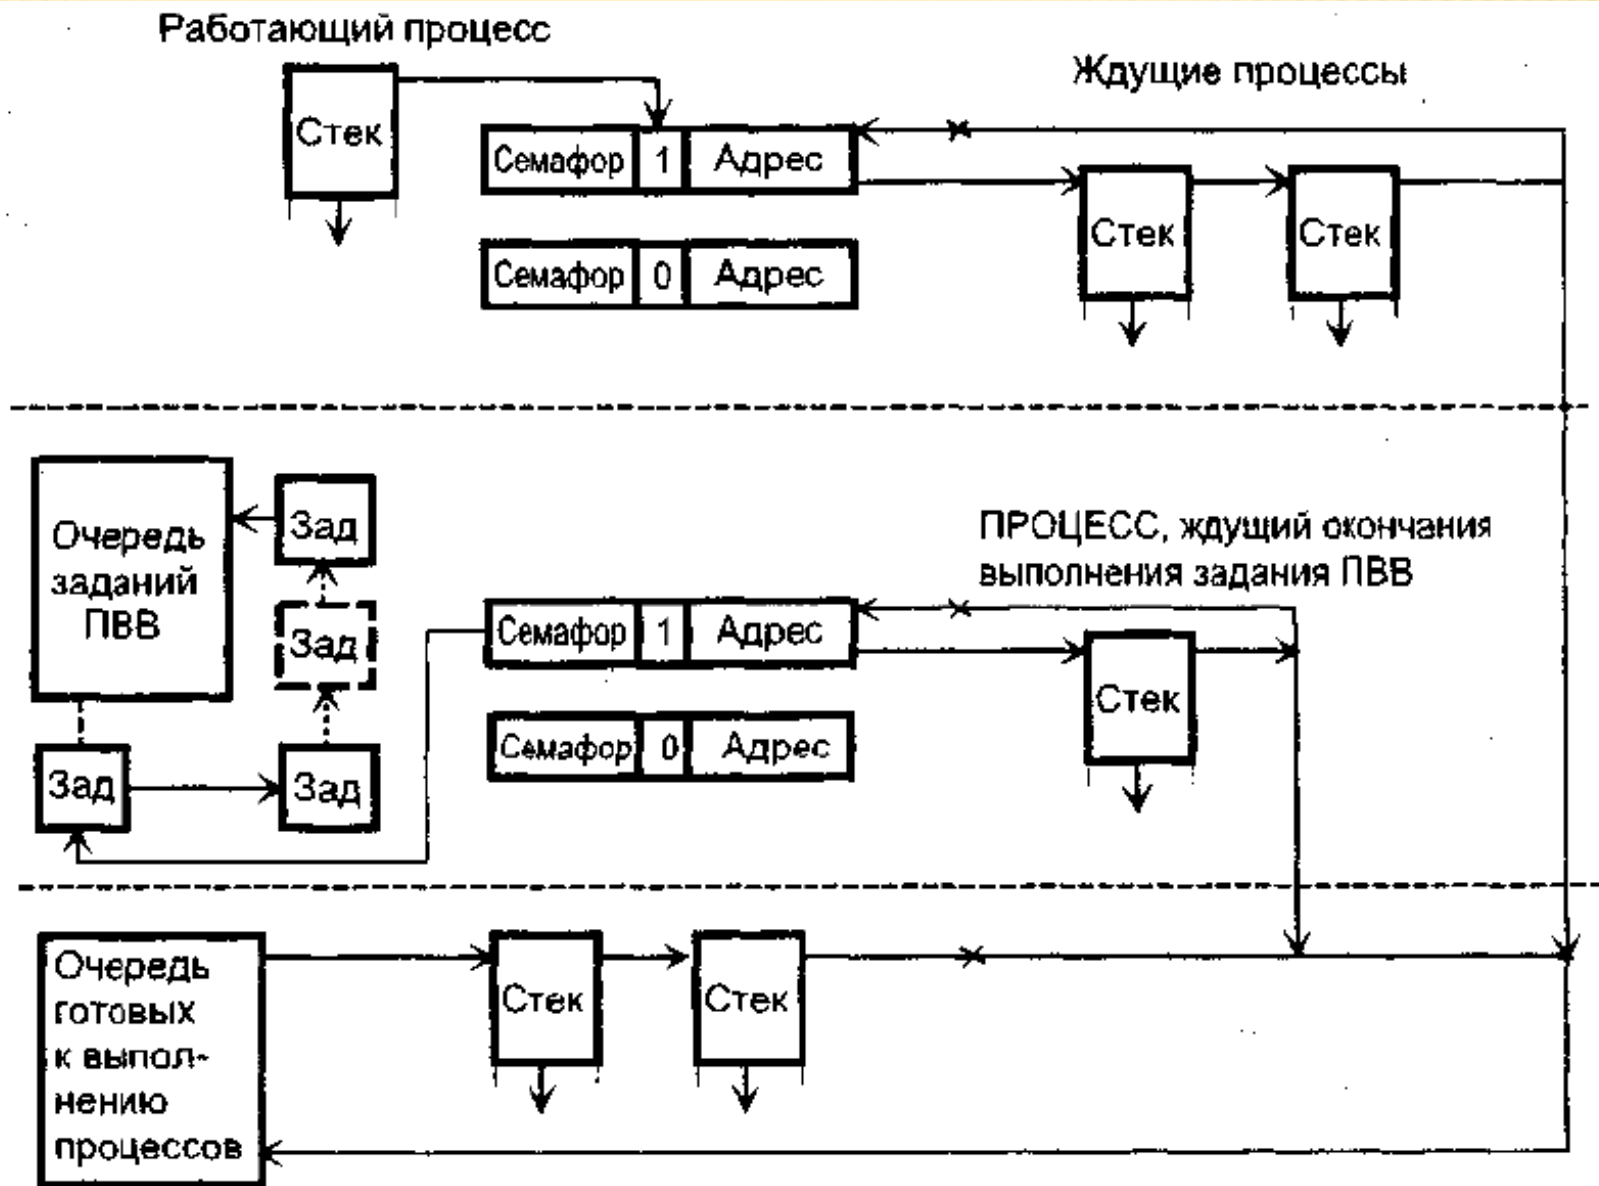 Работающий процесс
Ждущие процессы
Стек
Семафор 1 Адрес
Стек
Стек
Семафор 0 Адрес
Очередь
заданий
ПВВ
Зад
Зад
Зад
Зад
ПРОЦЕСС, ждущий окончания
выполнения задания ПВВ
Семафор 1 Адрес
Стек
Семафор 0 Адрес
Очередь
готовых
к выпол-
нению
процессов
Стек
Стек